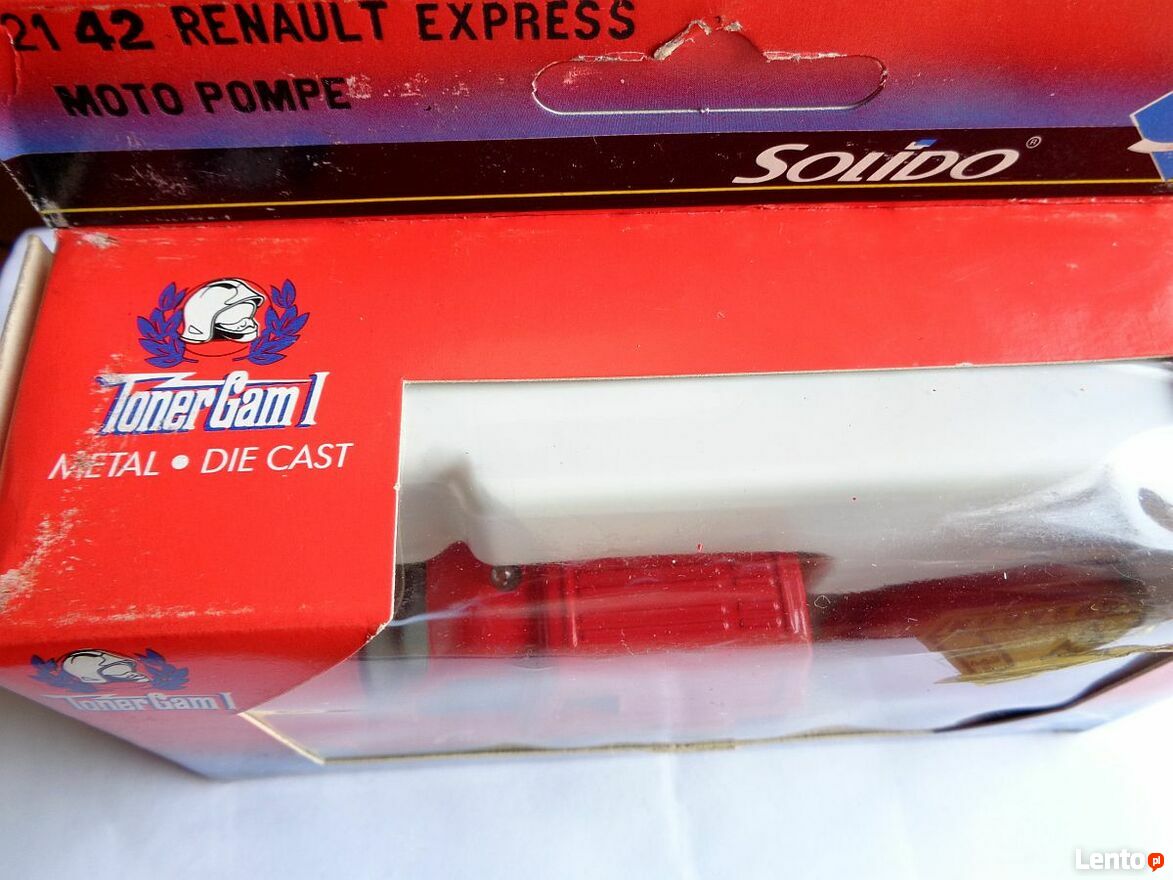 21 42 RENAULT EXPRESS
MOTO POMPE
SOLIDO®
TonerGam I
METAL • DIE CAST
TonerGam I
Lento.pl